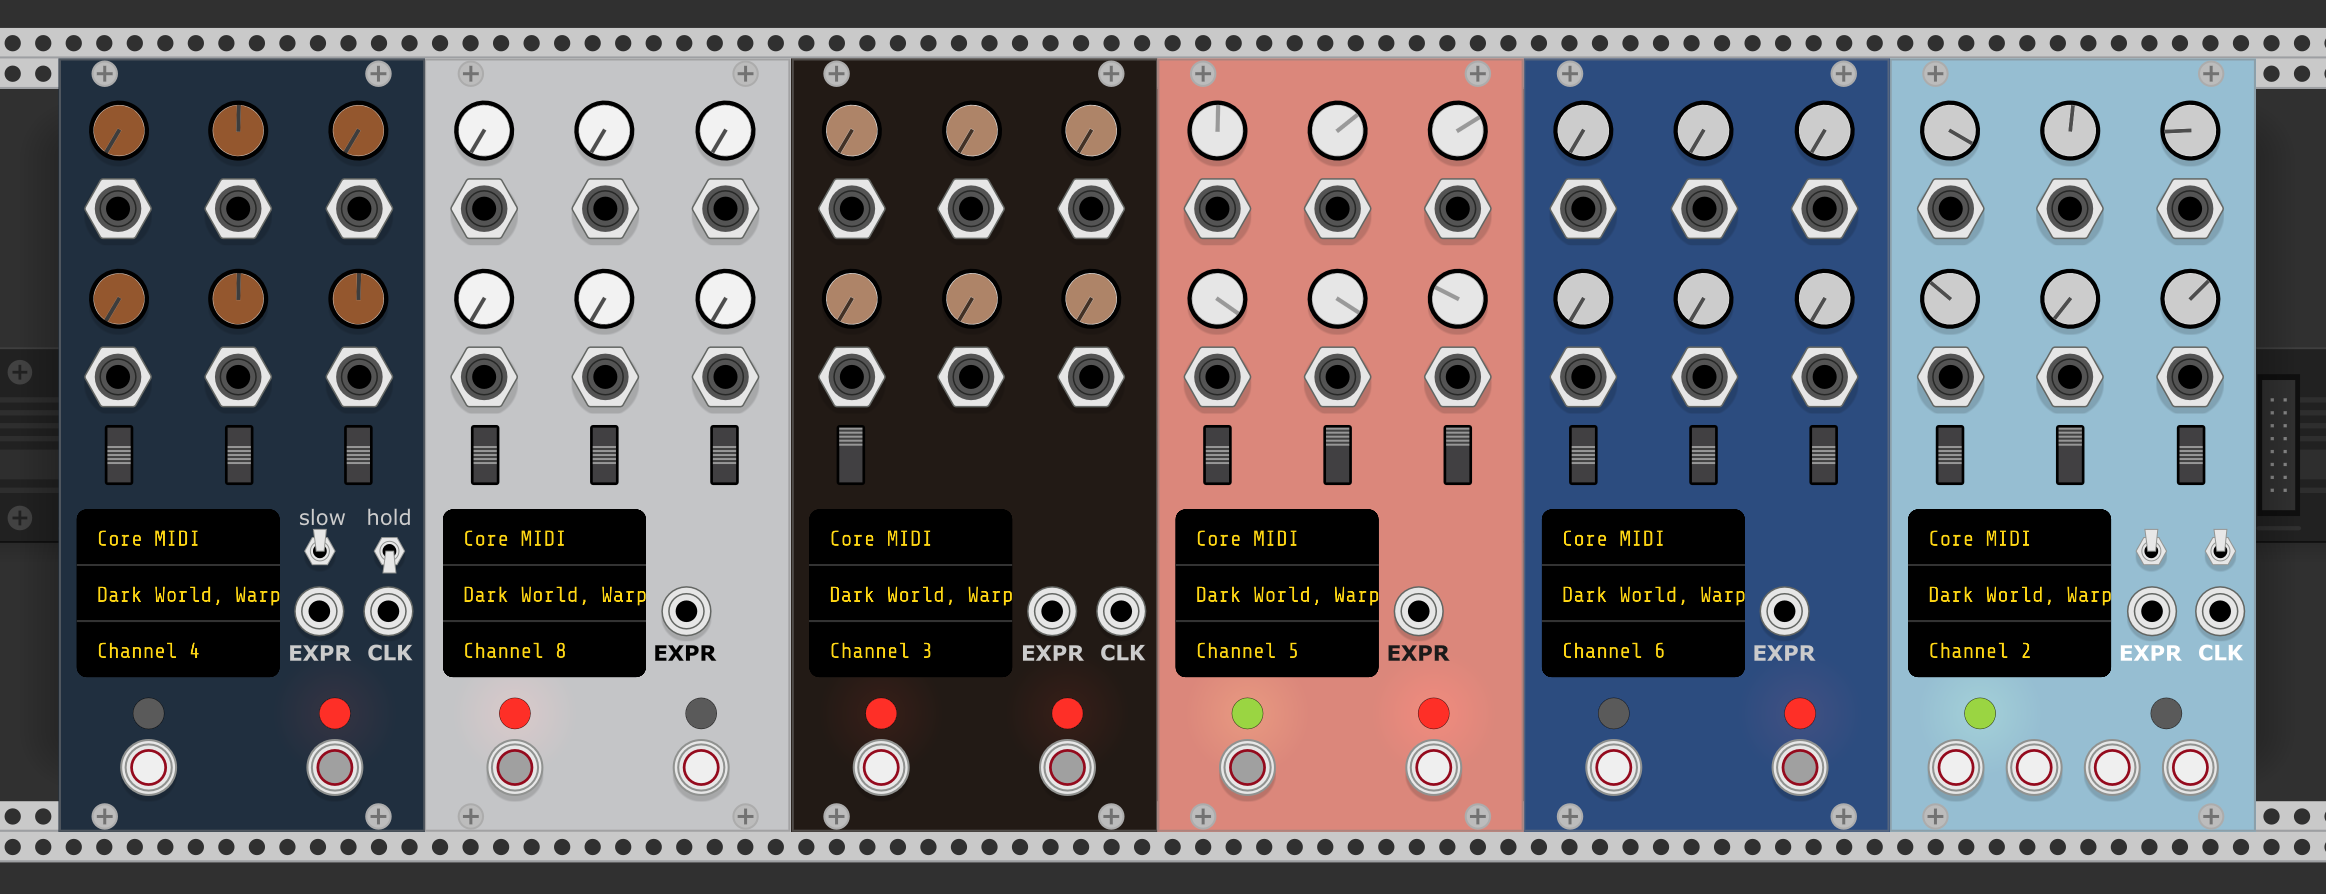 slow hold
Core MIDI
Dark World, Warp
Channel 4
EXPR CLK
Core MIDI
Dark World, Warp
Channel 8
EXPR
Core MIDI
Dark World, Warp
Channel 3
EXPR CLK
Core MIDI
Dark World, Warp
Channel 5
EXPR
Core MIDI
Dark World, Warp
Channel 6
EXPR
Core MIDI
Dark World, Warp
Channel 2
EXPR CLK